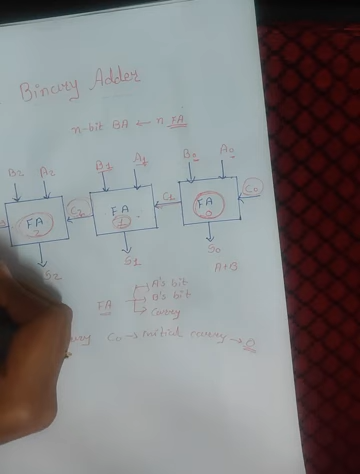 Binary Adder
n-bit BA ← n FA
B2 A2 B1 A1 B0 A0
C2 C1 C0
FA 2 FA 1 FA 0
S2 S1 S0
A+B
A's bit
FA → B's bit
carry
C0 → initial carry → 0